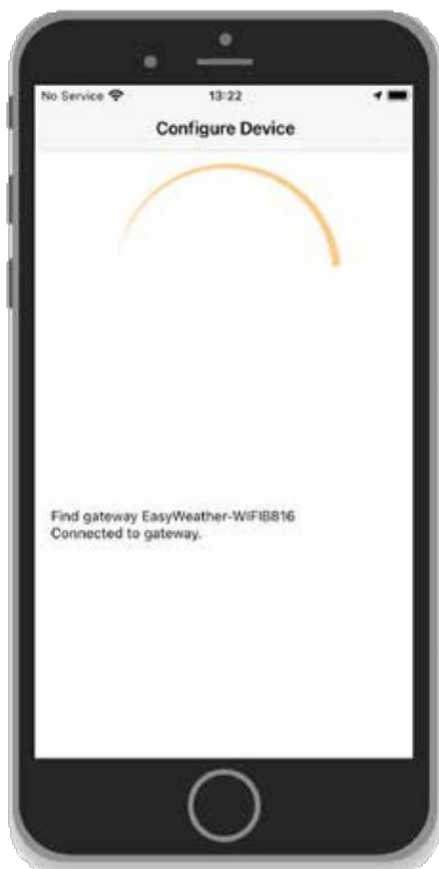 No Service 13:22
Configure Device
Find gateway EasyWeather-WIFIB816
Connected to gateway.